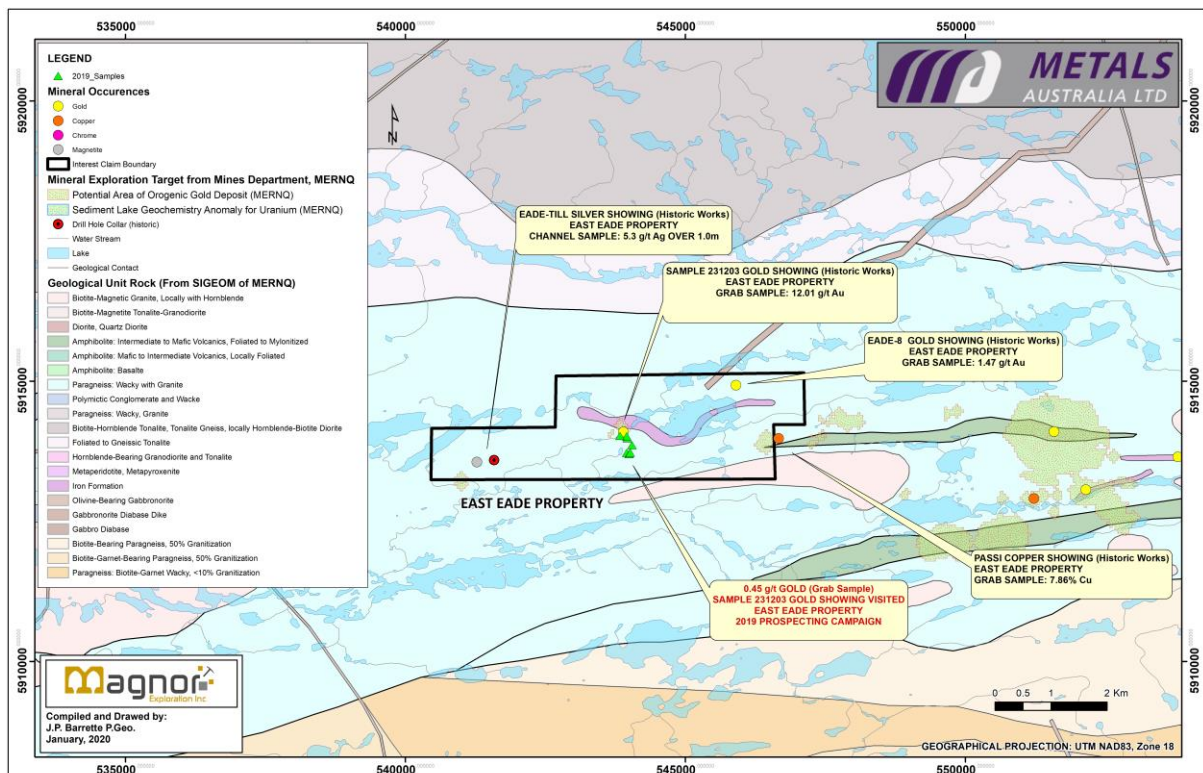 535000
540000
545000
550000
5920000
5915000
5910000
5920000
5915000
5910000
LEGEND
2019_Samples
Mineral Occurences
Gold
Copper
Chrome
Magnetite
Interest Claim Boundary
Mineral Exploration Target from Mines Department, MERNQ
Potential Area of Orogenic Gold Deposit (MERNQ)
Sediment Lake Geochemistry Anomaly for Uranium (MERNQ)
Drill Hole Collar (historic)
Water Stream
Lake
Geological Contact
Geological Unit Rock (From SIGEOM of MERNQ)
Biotite-Magnetic Granite, Locally with Hornblende
Biotite-Magnetite Tonalite-Granodiorite
Diorite, Quartz Diorite
Amphibolite: Intermediate to Mafic Volcanics, Foliated to Mylonitized
Amphibolite: Mafic to Intermediate Volcanics, Locally Foliated
Amphibolite: Basalte
Paragneiss: Wacky with Granite
Polymictic Conglomerate and Wacke
Paragneiss: Wacky, Granite
Biotite-Hornblende Tonalite, Tonalite Gneiss, locally Hornblende-Biotite Diorite
Foliated to Gneissic Tonalite
Hornblende-Bearing Granodiorite and Tonalite
Metaperidotite, Metapyroxenite
Iron Formation
Olivine-Bearing Gabbronorite
Gabbronorite Diabase Dike
Gabbro Diabase
Biotite-Bearing Paragneiss, 50% Granitization
Biotite-Garnet-Bearing Paragneiss, 50% Granitization
Paragneiss: Biotite-Garnet Wacky, <10% Granitization
N
METALS
AUSTRALIA LTD
EADE-TILL SILVER SHOWING (Historic Works)
EAST EADE PROPERTY
CHANNEL SAMPLE: 5.3 g/t Ag OVER 1.0m
SAMPLE 231203 GOLD SHOWING (Historic Works)
EAST EADE PROPERTY
GRAB SAMPLE: 12.01 g/t Au
EADE-8 GOLD SHOWING (Historic Works)
EAST EADE PROPERTY
GRAB SAMPLE: 1.47 g/t Au
EAST EADE PROPERTY
PASSI COPPER SHOWING (Historic Works)
EAST EADE PROPERTY
GRAB SAMPLE: 7.86% Cu
0.45 g/t GOLD (Grab Sample)
SAMPLE 231203 GOLD SHOWING VISITED
EAST EADE PROPERTY
2019 PROSPECTING CAMPAIGN
Magnor
Exploration Inc
Compiled and Drawed by:
J.P. Barrette P.Geo.
January, 2020
0 0.5 1 2 Km
GEOGRAPHICAL PROJECTION: UTM NAD83, Zone 18
535000
540000
545000
550000